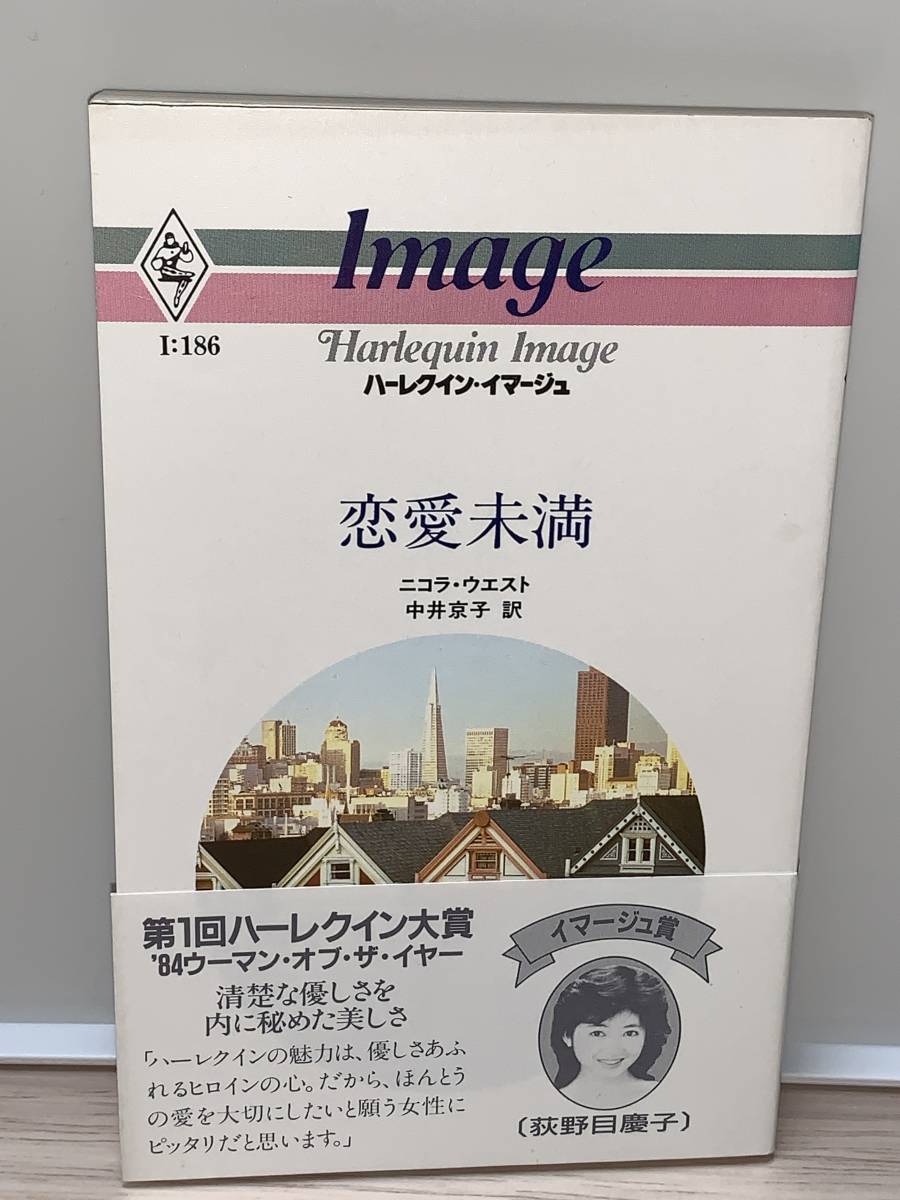 Image
I:186
Harlequin Image
ハーレクイン・イマージュ
恋愛未満
ニコラ・ウエスト
中井京子 訳
第1回ハーレクイン大賞
'84ウーマン・オブ・ザ・イヤー
清楚な優しさを
内に秘めた美しさ
「ハーレクインの魅力は、優しさあふ
れるヒロインの心。だから、ほんとう
の愛を大切にしたいと願う女性に
ピッタリだと思います。」
イマージュ賞
(荻野目慶子)